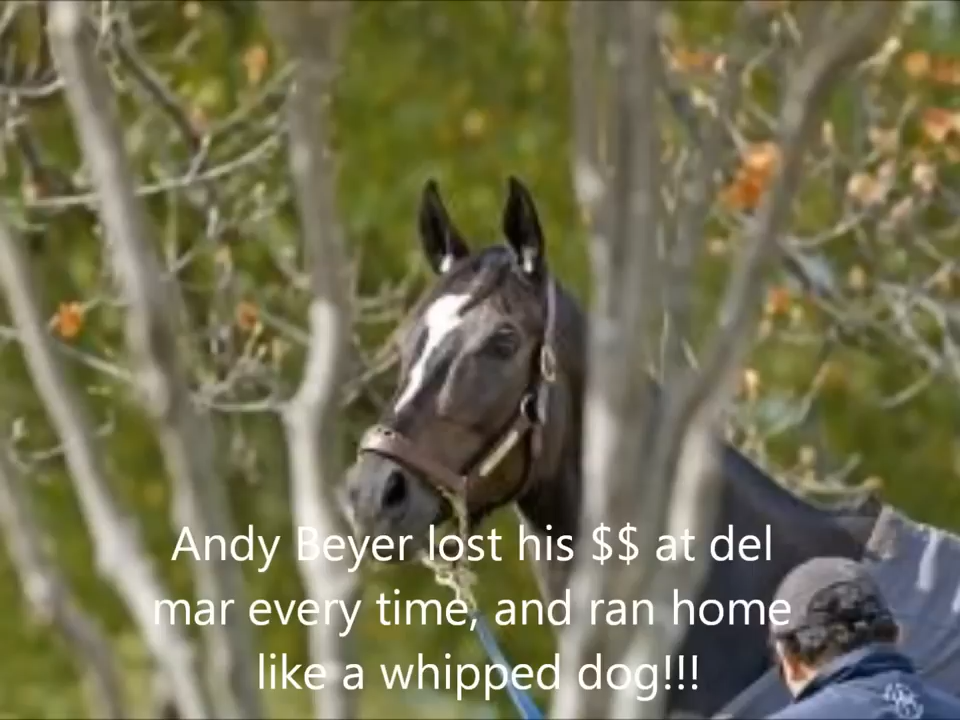 Andy Beyer lost his $$ at del
mar every time, and ran home
like a whipped dog!!!